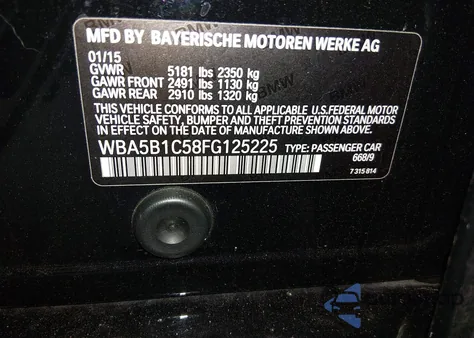 MFD BY BAYERISCHE MOTOREN WERKE AG
01/15
GVWR 5181 lbs 2350 kg
GAWR FRONT 2491 lbs 1130 kg
GAWR REAR 2910 lbs 1320 kg
THIS VEHICLE CONFORMS TO ALL APPLICABLE U.S.FEDERAL MOTOR
VEHICLE SAFETY, BUMPER AND THEFT PREVENTION STANDARDS IN
EFFECT ON THE DATE OF MANUFACTURE SHOWN ABOVE.
WBA5B1C58FG125225 TYPE: PASSENGER CAR
668/9
7 315 814